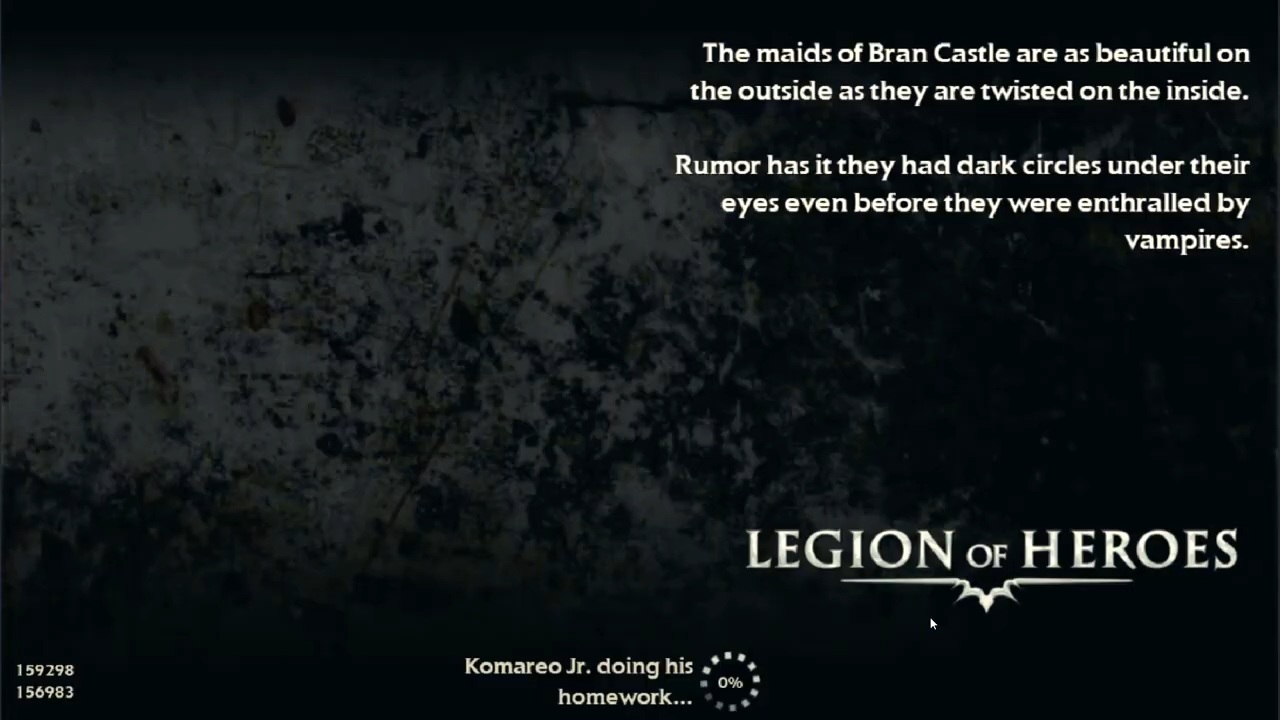 The maids of Bran Castle are as beautiful on
the outside as they are twisted on the inside.
Rumor has it they had dark circles under their
eyes even before they were enthralled by
vampires.
LEGION OF HEROES
159298
156983
Komareo Jr. doing his
homework...
0%